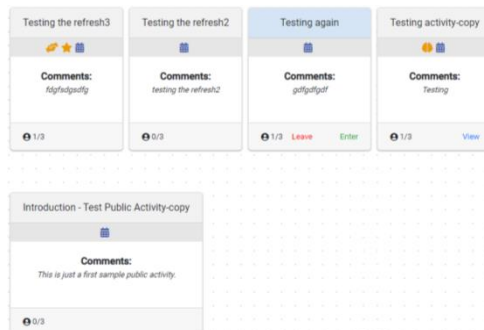 Testing the refresh3
Comments:
fdgfsdgsdfg
1/3
Testing the refresh2
Comments:
testing the refresh2
0/3
Testing again
Comments:
gdfgdfgdf
1/3 Leave Enter
Testing activity-copy
Comments:
Testing
1/3 View
Introduction - Test Public Activity-copy
Comments:
This is just a first sample public activity.
0/3